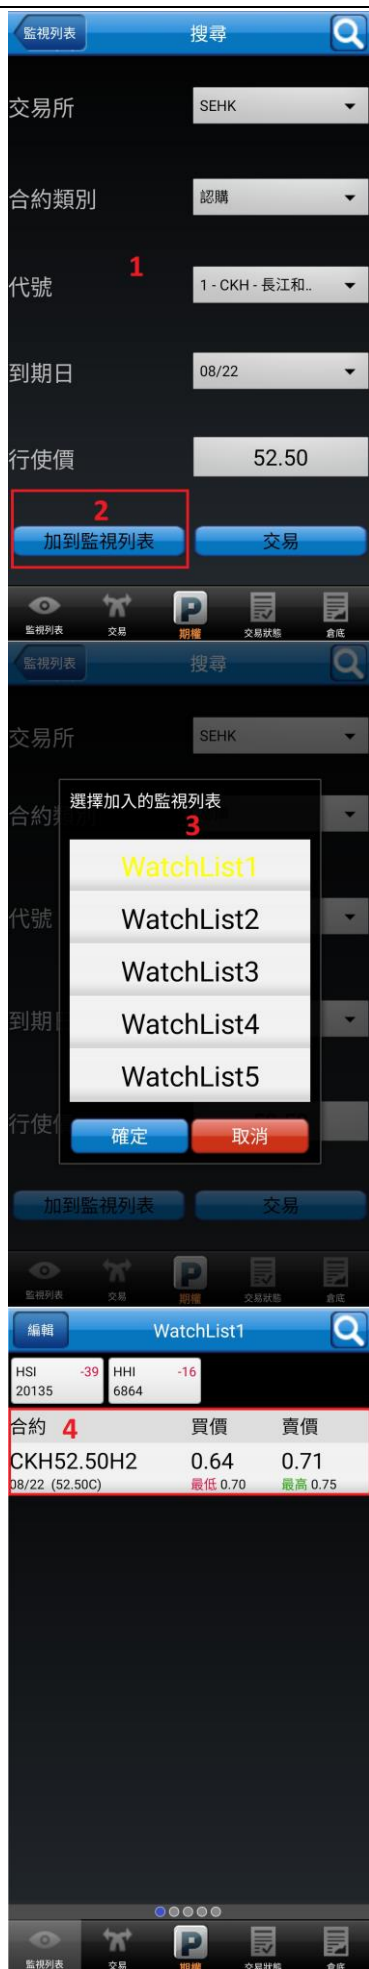 監視列表 搜尋
交易所 SEHK
合約類別 認購
1
代號 1 - CKH - 長江和..
到期日 08/22
行使價 52.50
2
加到監視列表 交易
監視列表 交易 期權 交易狀態 倉底
監視列表 搜尋
交易所 SEHK
選擇加入的監視列表
合約
3
WatchList1
代號 WatchList2
WatchList3
到期 WatchList4
WatchList5
行使 確定 取消
加到監視列表 交易
監視列表 交易 期權 交易狀態 倉底
編輯 WatchList1
HSI -39 HHI -16
20135 6864
合約 4 買價 賣價
CKH52.50H2 0.64 0.71
08/22 (52.50C) 最低 0.70 最高 0.75
監視列表 交易 期權 交易狀態 倉底